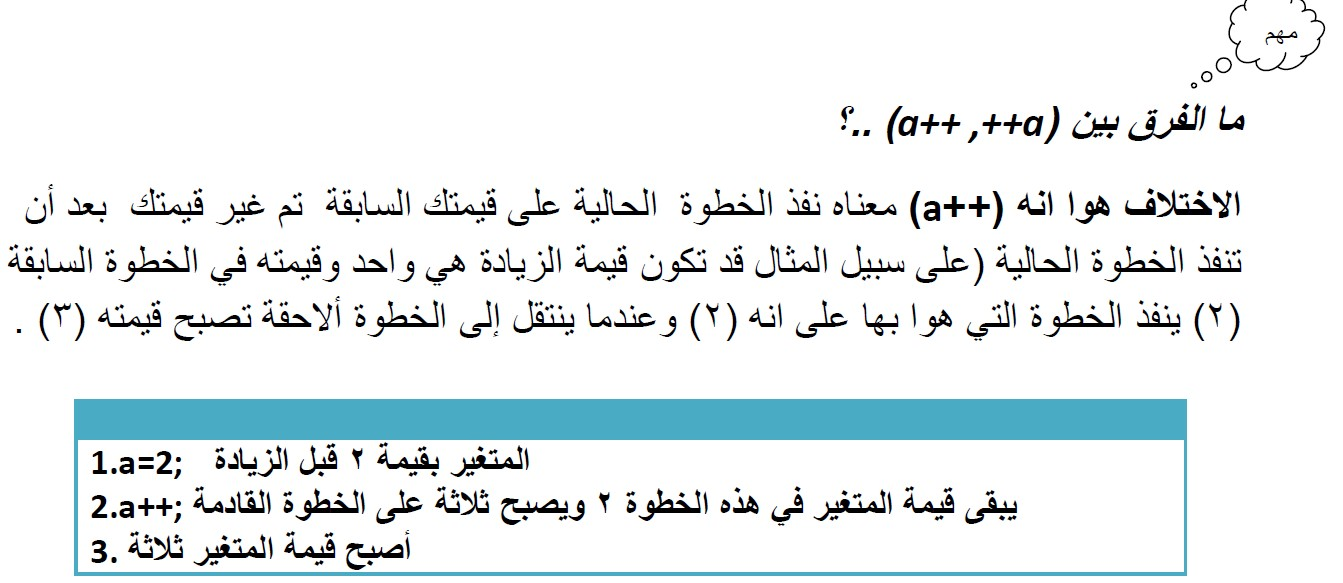 مهم
ما الفرق بين (a++ ,++a) ..؟
الاختلاف هوا انه (a++) معناه نفذ الخطوة الحالية على قيمتك السابقة تم غير قيمتك بعد أن
تنفذ الخطوة الحالية (على سبيل المثال قد تكون قيمة الزيادة هي واحد وقيمته في الخطوة السابقة
(٢) ينفذ الخطوة التي هوا بها على انه (٢) وعندما ينتقل إلى الخطوة ألاحقة تصبح قيمته (٣) .
1.a=2; المتغير بقيمة ٢ قبل الزيادة
2.a++; يبقى قيمة المتغير في هذه الخطوة ٢ ويصبح ثلاثة على الخطوة القادمة
3. أصبح قيمة المتغير ثلاثة